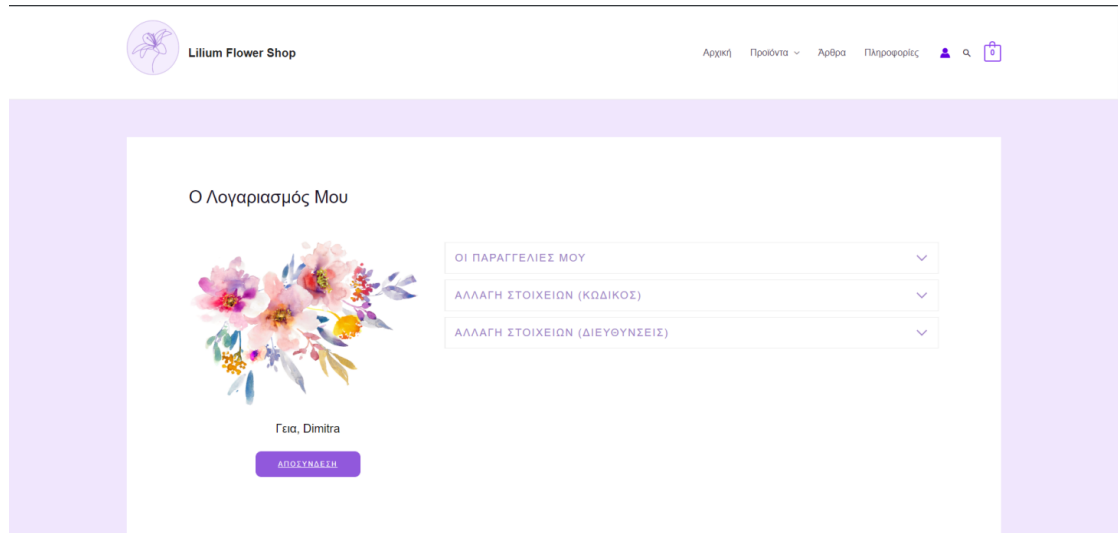 Lilium Flower Shop
Αρχική Προϊόντα Άρθρα Πληροφορίες 0
Ο Λογαριασμός Μου
ΟΙ ΠΑΡΑΓΓΕΛΙΕΣ ΜΟΥ
ΑΛΛΑΓΗ ΣΤΟΙΧΕΙΩΝ (ΚΩΔΙΚΟΣ)
ΑΛΛΑΓΗ ΣΤΟΙΧΕΙΩΝ (ΔΙΕΥΘΥΝΣΕΙΣ)
Γεια, Dimitra
ΑΠΟΣΥΝΔΕΣΗ